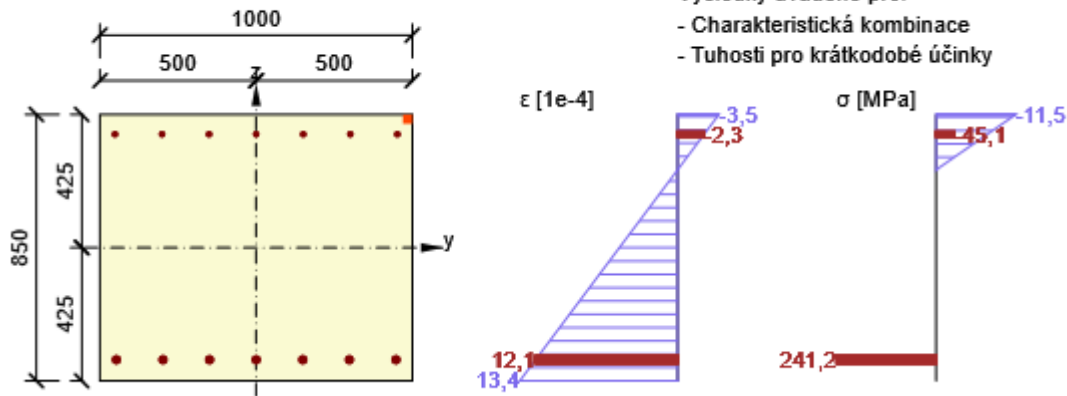 - Charakteristická kombinace
- Tuhosti pro krátkodobé účinky
1000
500
500
z
y
850
425
425
ε [1e-4]
-3,5
-2,3
12,1
13,4
σ [MPa]
-11,5
-45,1
241,2